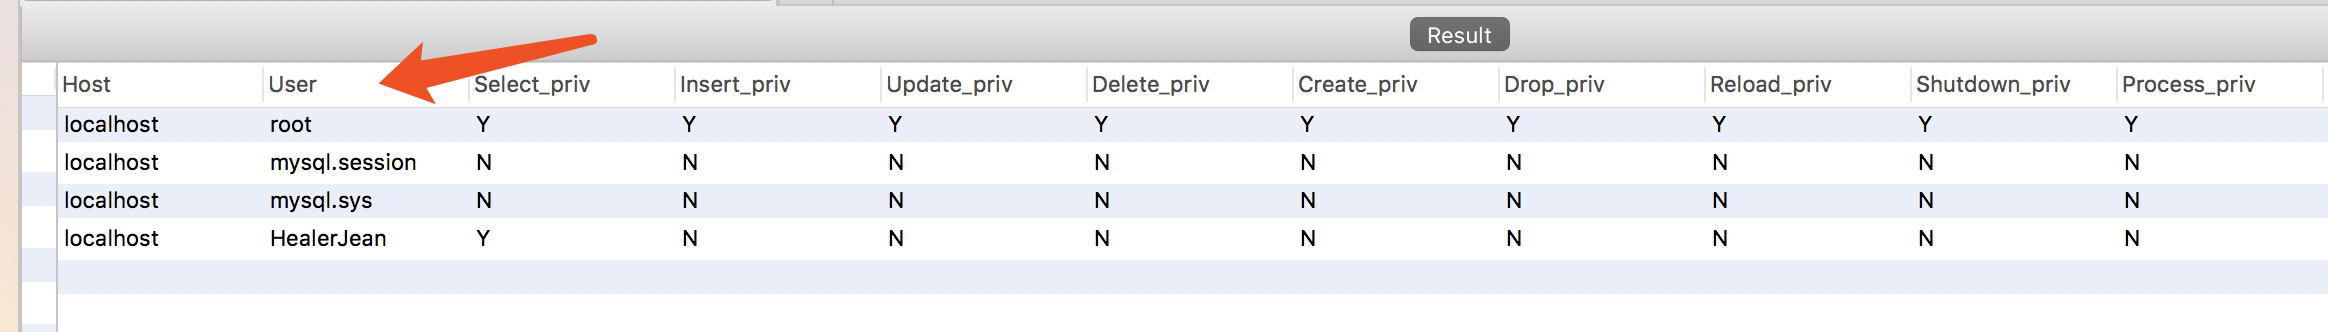 Result
Host User Select_priv Insert_priv Update_priv Delete_priv Create_priv Drop_priv Reload_priv Shutdown_priv Process_priv
localhost root Y Y Y Y Y Y Y Y Y
localhost mysql.session N N N N N N N N N
localhost mysql.sys N N N N N N N N N
localhost HealerJean Y N N N N N N N N